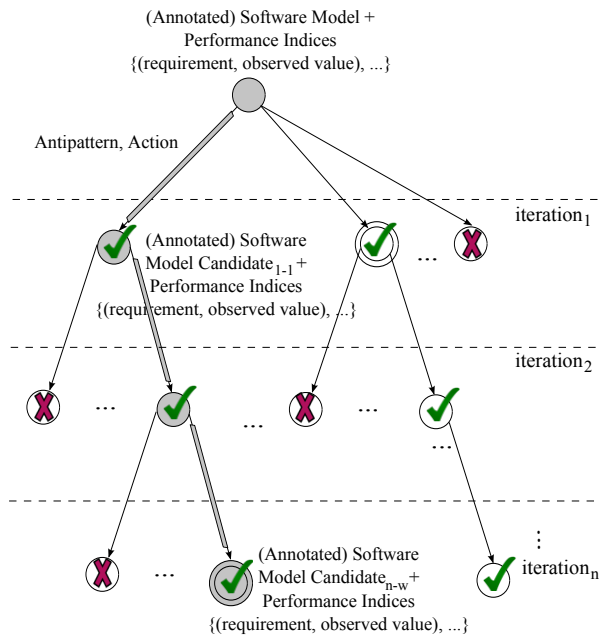 (Annotated) Software Model +
Performance Indices
{(requirement, observed value), ...}
Antipattern, Action
iteration1
(Annotated) Software
Model Candidate1-1 +
Performance Indices
{(requirement, observed value), ...}
...
iteration2
... ... ... ...
...
iterationn
(Annotated) Software
Model Candidaten-w+
Performance Indices
{(requirement, observed value), ...}
...